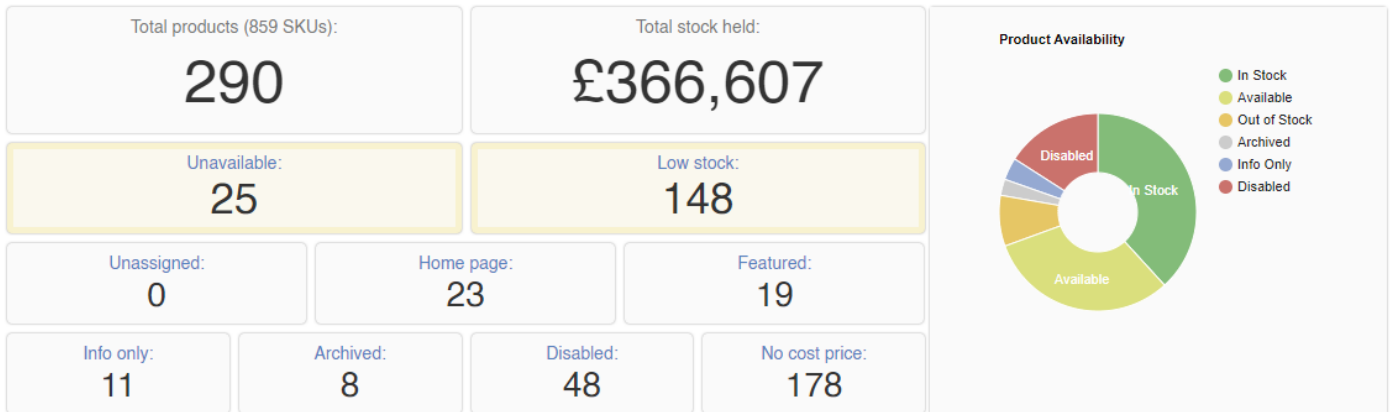 Total products (859 SKUs):
290
Total stock held:
£366,607
Unavailable:
25
Low stock:
148
Unassigned:
0
Home page:
23
Featured:
19
Info only:
11
Archived:
8
Disabled:
48
No cost price:
178
Product Availability
In Stock
Available
Out of Stock
Archived
Info Only
Disabled
Disabled
In Stock
Available